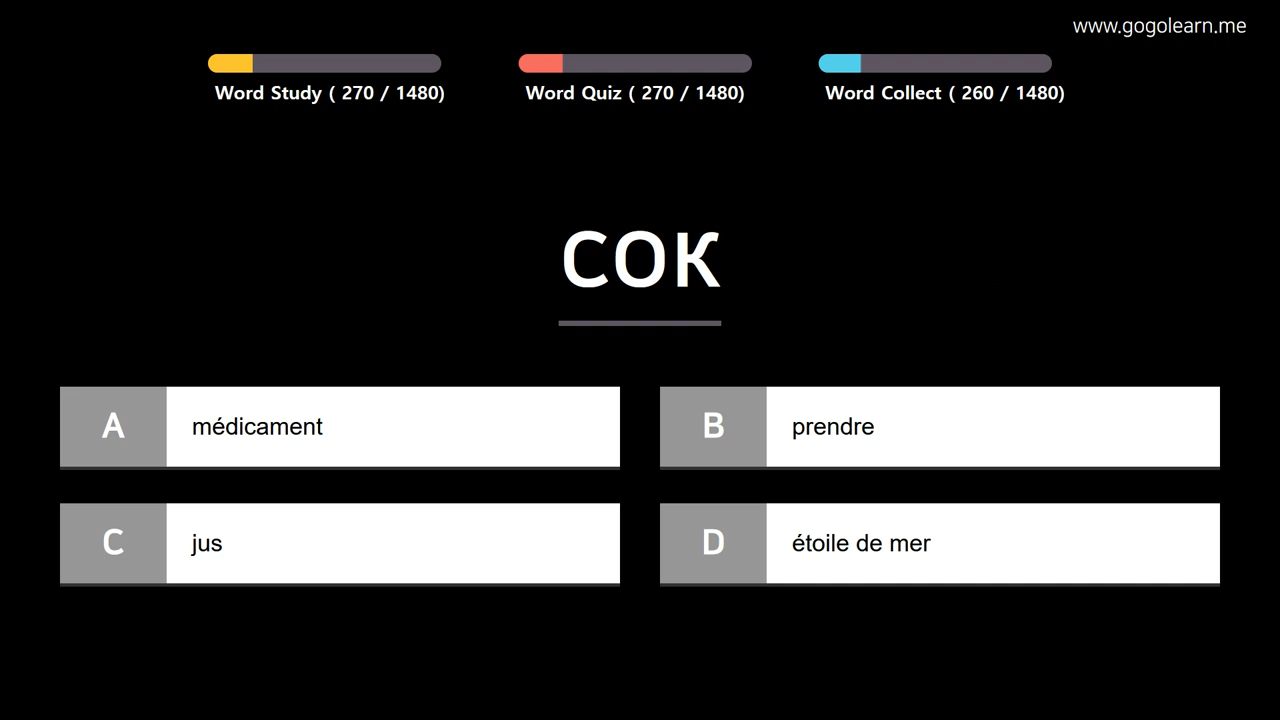 www.gogolearn.me
Word Study ( 270 / 1480)
Word Quiz ( 270 / 1480)
Word Collect ( 260 / 1480)
СОК
A médicament
B prendre
C jus
D étoile de mer